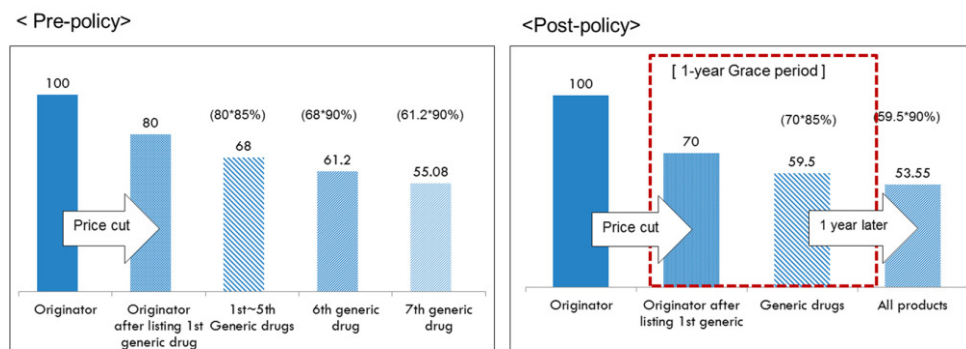 < Pre-policy>
100
80
(80*85%)
68
(68*90%)
61.2
(61.2*90%)
55.08
Price cut
Originator
Originator
after listing 1st
generic drug
1st~5th
Generic drugs
6th generic
drug
7th generic
drug
<Post-policy>
[ 1-year Grace period ]
100
70
(70*85%)
59.5
(59.5*90%)
53.55
Price cut
1 year later
Originator
Originator after
listing 1st generic
Generic drugs
All products